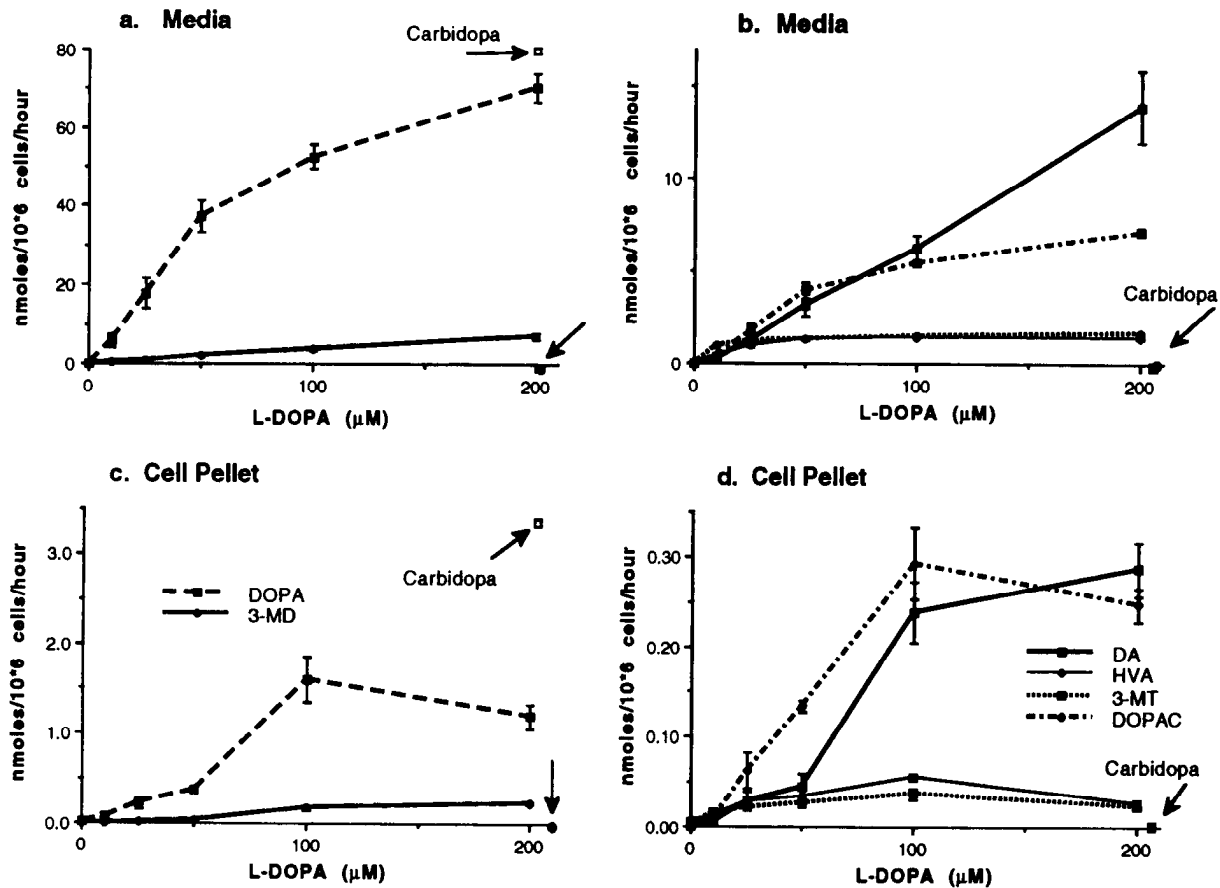 a. Media
Carbidopa
nmoles/10*6 cells/hour
80
60
40
20
0
0
100
200
L-DOPA (µM)
b. Media
Carbidopa
nmoles/10*6 cells/hour
10
0
0
100
200
L-DOPA (µM)
c. Cell Pellet
Carbidopa
DOPA
3-MD
nmoles/10*6 cells/hour
3.0
2.0
1.0
0.0
0
100
200
L-DOPA (µM)
d. Cell Pellet
DA
HVA
3-MT
DOPAC
Carbidopa
nmoles/10*6 cells/hour
0.30
0.20
0.10
0.00
0
100
200
L-DOPA (µM)